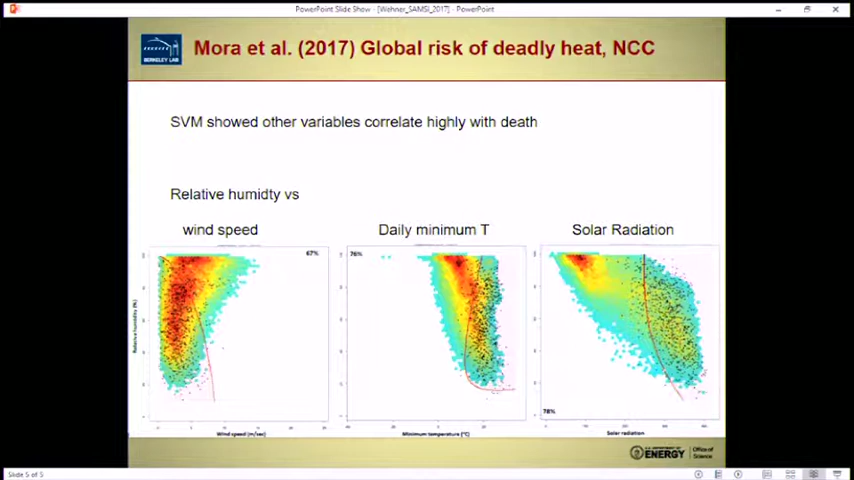 PowerPoint Slide Show - [Wehner_SAMSI_2017] - PowerPoint
BERKELEY LAB
Mora et al. (2017) Global risk of deadly heat, NCC
SVM showed other variables correlate highly with death
Relative humidty vs
wind speed
Daily minimum T
Solar Radiation
67%
76%
78%
Relative humidity (%)
Wind speed (m/sec)
Minimum temperature (°C)
Solar radiation
U.S. DEPARTMENT OF
ENERGY
Office of
Science
Slide 5 of 5